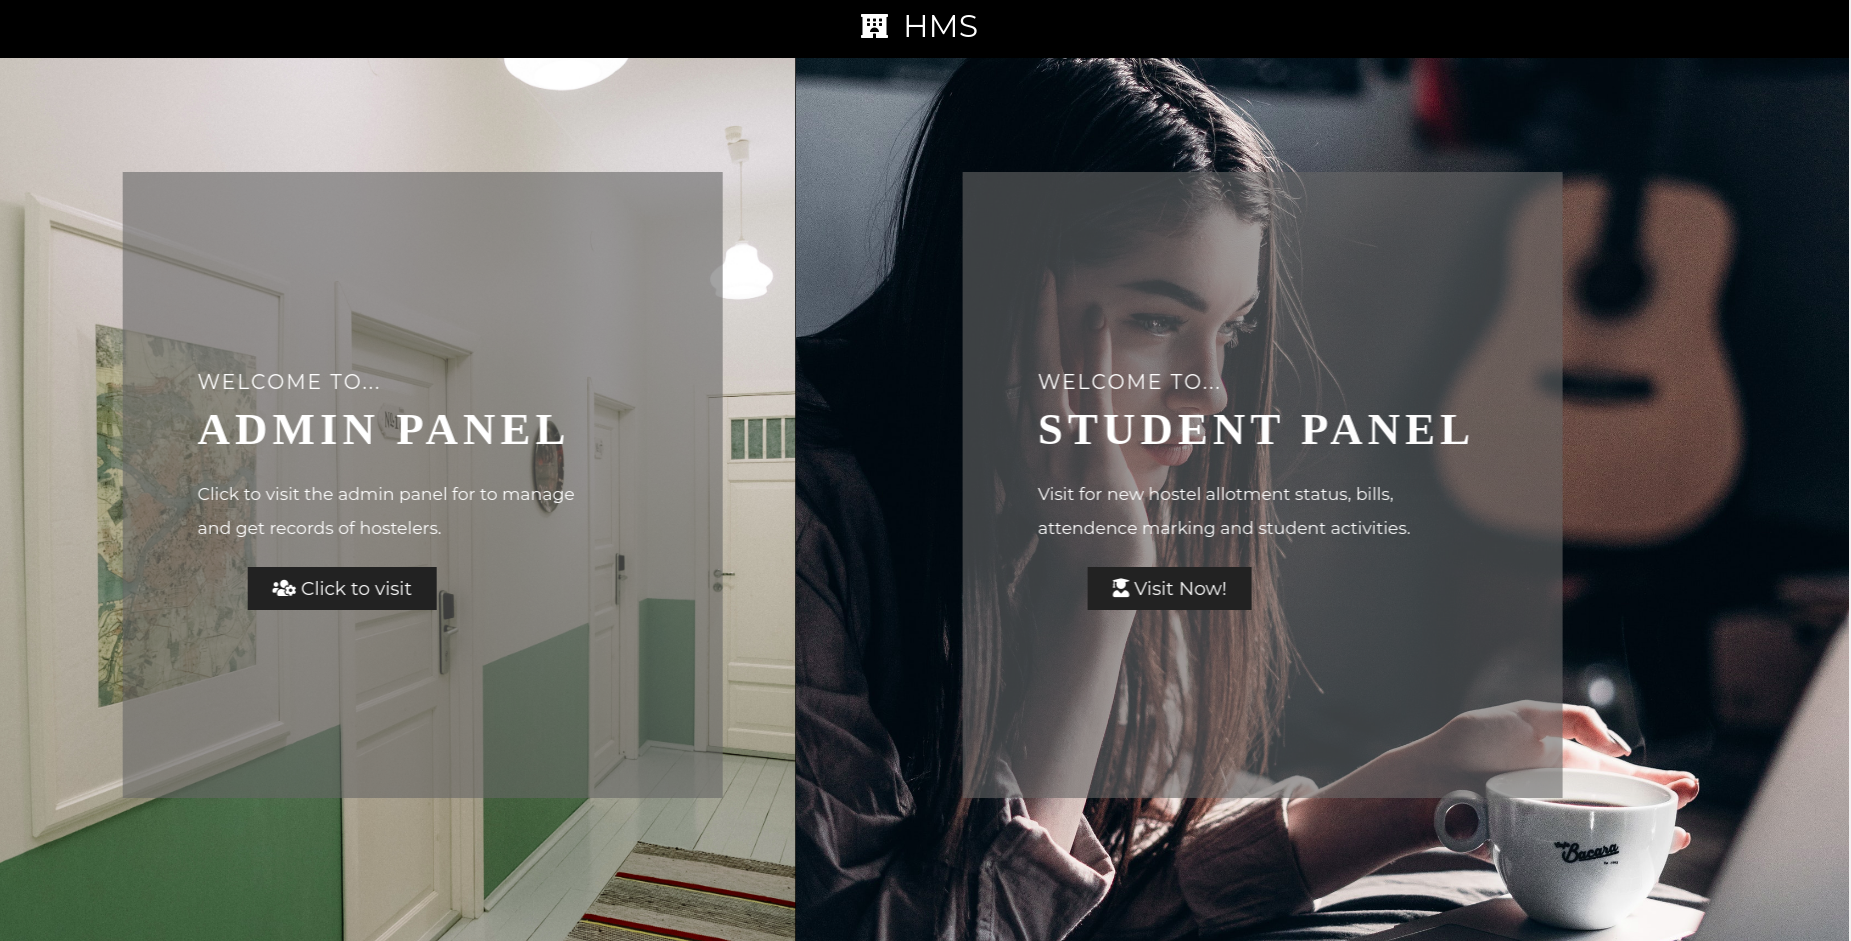 HMS
WELCOME TO...
ADMIN PANEL
Click to visit the admin panel for to manage
and get records of hostelers.
Click to visit
WELCOME TO...
STUDENT PANEL
Visit for new hostel allotment status, bills,
attendence marking and student activities.
Visit Now!
Bacara